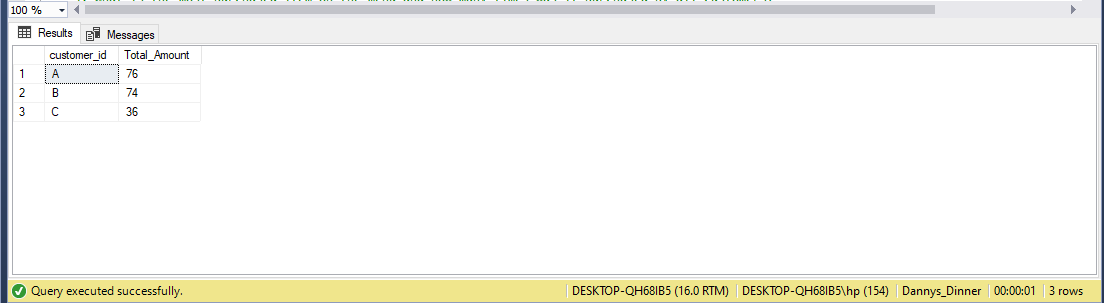 100 %
Results Messages
customer_id Total_Amount
1 A 76
2 B 74
3 C 36
Query executed successfully. DESKTOP-QH68IB5 (16.0 RTM) DESKTOP-QH68IB5\hp (154) Dannys_Dinner 00:00:01 3 rows